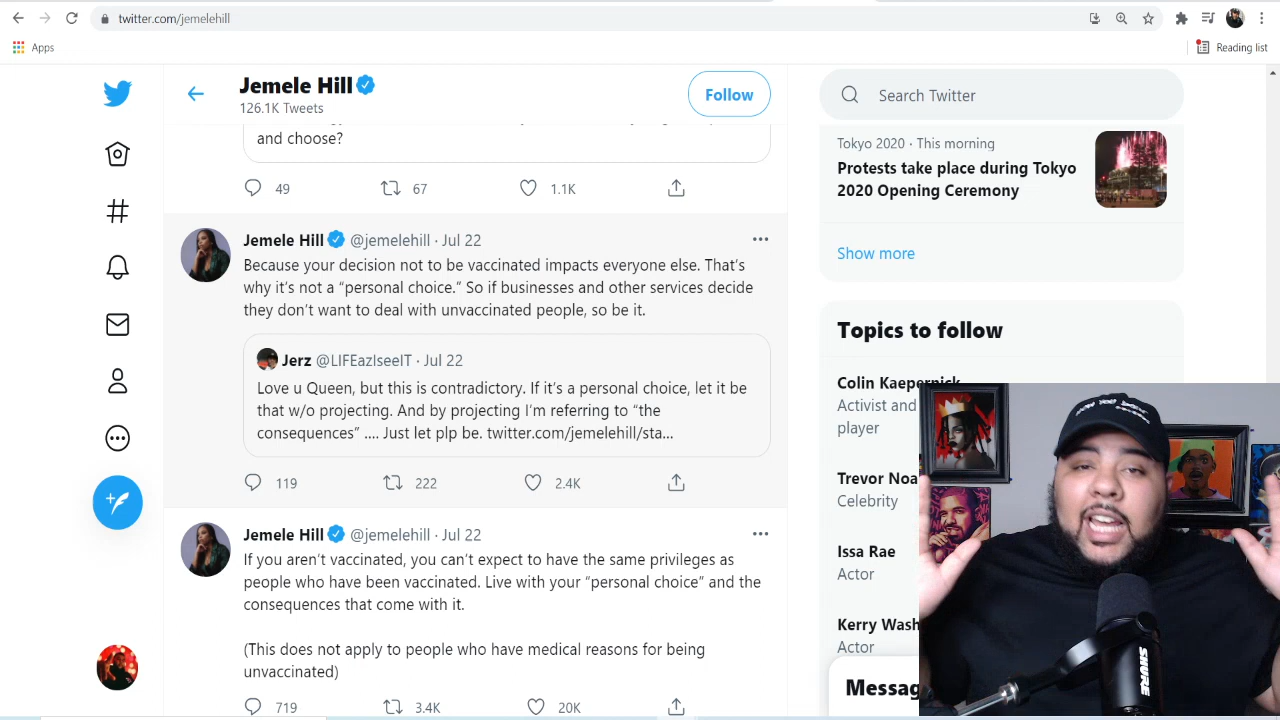 twitter.com/jemelehill
Apps
Reading list
Jemele Hill
126.1K Tweets
Follow
Search Twitter
and choose?
49 67 1.1K
Tokyo 2020 · This morning
Protests take place during Tokyo
2020 Opening Ceremony
Show more
Jemele Hill @jemelehill · Jul 22
Because your decision not to be vaccinated impacts everyone else. That’s
why it’s not a “personal choice.” So if businesses and other services decide
they don’t want to deal with unvaccinated people, so be it.
Jerz @LIFEazIseeIT · Jul 22
Love u Queen, but this is contradictory. If it’s a personal choice, let it be
that w/o projecting. And by projecting I’m referring to “the
consequences” .... Just let plp be. twitter.com/jemelehill/sta...
119 222 2.4K
Jemele Hill @jemelehill · Jul 22
If you aren’t vaccinated, you can’t expect to have the same privileges as
people who have been vaccinated. Live with your “personal choice” and the
consequences that come with it.
(This does not apply to people who have medical reasons for being
unvaccinated)
719 3.4K 20K
Topics to follow
Colin Kaepernick
Activist and
player
Trevor Noa
Celebrity
Issa Rae
Actor
Kerry Wash
Actor
Messag
SHURE